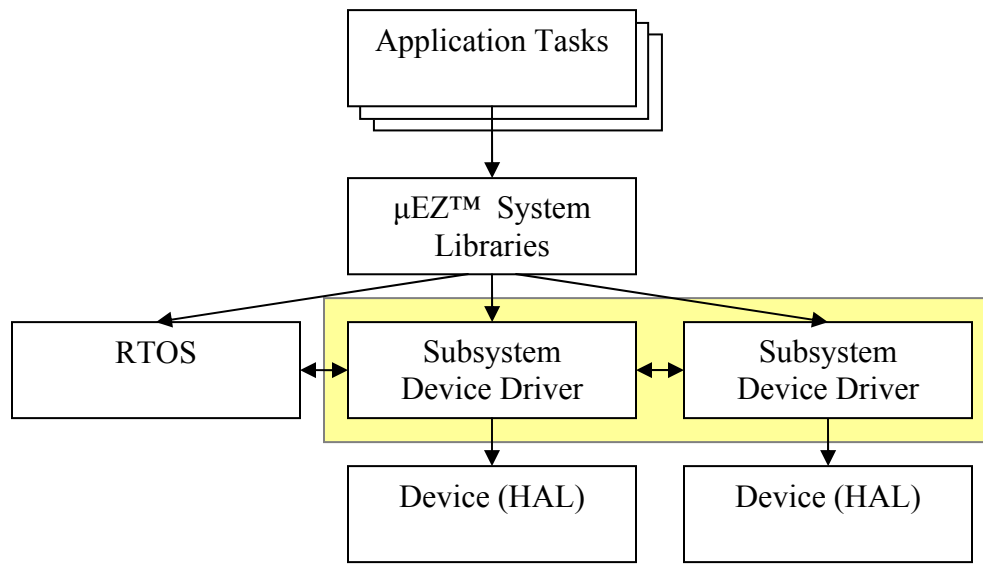 Application Tasks
μEZ™ System
Libraries
RTOS
Subsystem
Device Driver
Subsystem
Device Driver
Device (HAL)
Device (HAL)